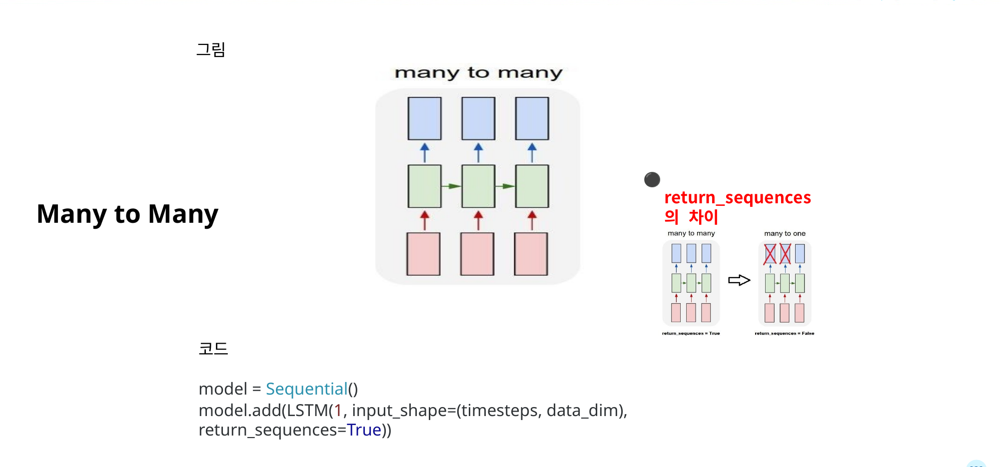 그림
many to many
Many to Many
return_sequences
의 차이
many to many
many to one
return_sequences = True
return_sequences = False
코드
model = Sequential()
model.add(LSTM(1, input_shape=(timesteps, data_dim),
return_sequences=True))